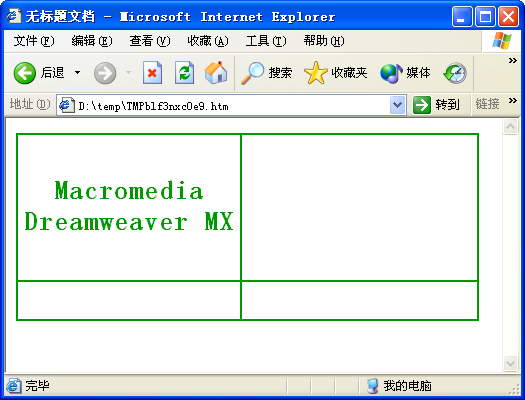 无标题文档 - Microsoft Internet Explorer
文件(F) 编辑(E) 查看(V) 收藏(A) 工具(T) 帮助(H)
后退 搜索 收藏夹 媒体 »
地址(D) D:\temp\TMPb1f3nxc0e9.htm 转到 链接 »
Macromedia
Dreamweaver MX
完毕 我的电脑